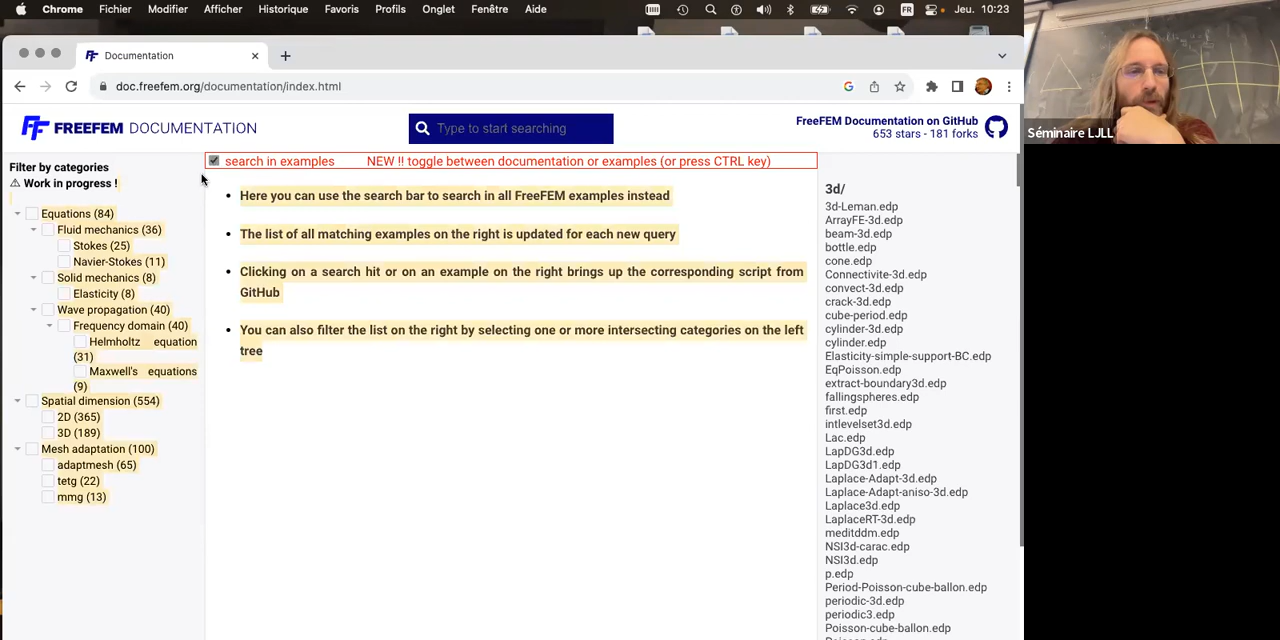 Chrome Fichier Modifier Afficher Historique Favoris Profils Onglet Fenêtre Aide FR Jeu. 10:23
Documentation
doc.freefem.org/documentation/index.html
FREEFEM DOCUMENTATION
Type to start searching
FreeFEM Documentation on GitHub
653 stars - 181 forks
Séminaire LJLL
Filter by categories
⚠ Work in progress !
Equations (84)
Fluid mechanics (36)
Stokes (25)
Navier-Stokes (11)
Solid mechanics (8)
Elasticity (8)
Wave propagation (40)
Frequency domain (40)
Helmholtz equation
(31)
Maxwell's equations
(9)
Spatial dimension (554)
2D (365)
3D (189)
Mesh adaptation (100)
adaptmesh (65)
tetg (22)
mmg (13)
search in examples NEW !! toggle between documentation or examples (or press CTRL key)
• Here you can use the search bar to search in all FreeFEM examples instead
• The list of all matching examples on the right is updated for each new query
• Clicking on a search hit or on an example on the right brings up the corresponding script from
GitHub
• You can also filter the list on the right by selecting one or more intersecting categories on the left
tree
3d/
3d-Leman.edp
ArrayFE-3d.edp
beam-3d.edp
bottle.edp
cone.edp
Connectivite-3d.edp
convect-3d.edp
crack-3d.edp
cube-period.edp
cylinder-3d.edp
cylinder.edp
Elasticity-simple-support-BC.edp
EqPoisson.edp
extract-boundary3d.edp
fallingspheres.edp
first.edp
intlevelset3d.edp
Lac.edp
LapDG3d.edp
LapDG3d1.edp
Laplace-Adapt-3d.edp
Laplace-Adapt-aniso-3d.edp
Laplace3d.edp
LaplaceRT-3d.edp
meditddm.edp
NSI3d-carac.edp
NSI3d.edp
p.edp
Period-Poisson-cube-ballon.edp
periodic-3d.edp
periodic3.edp
Poisson-cube-ballon.edp